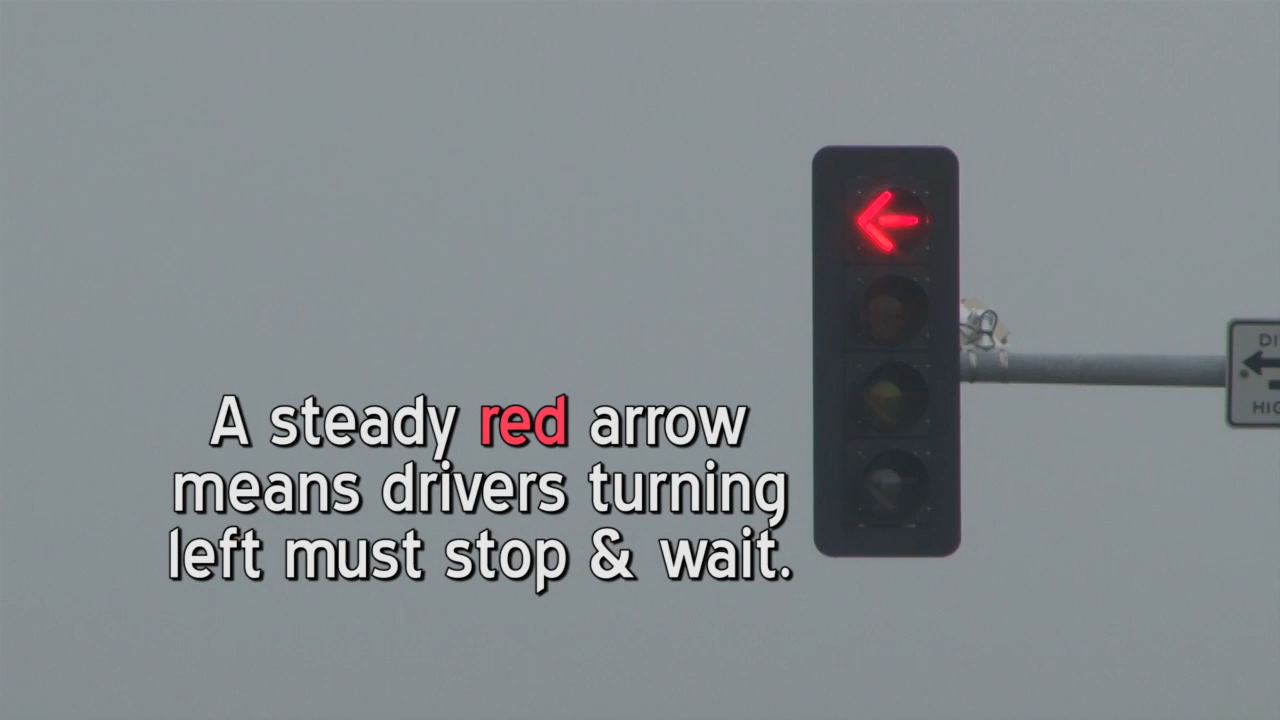 A steady red arrow
means drivers turning
left must stop & wait.